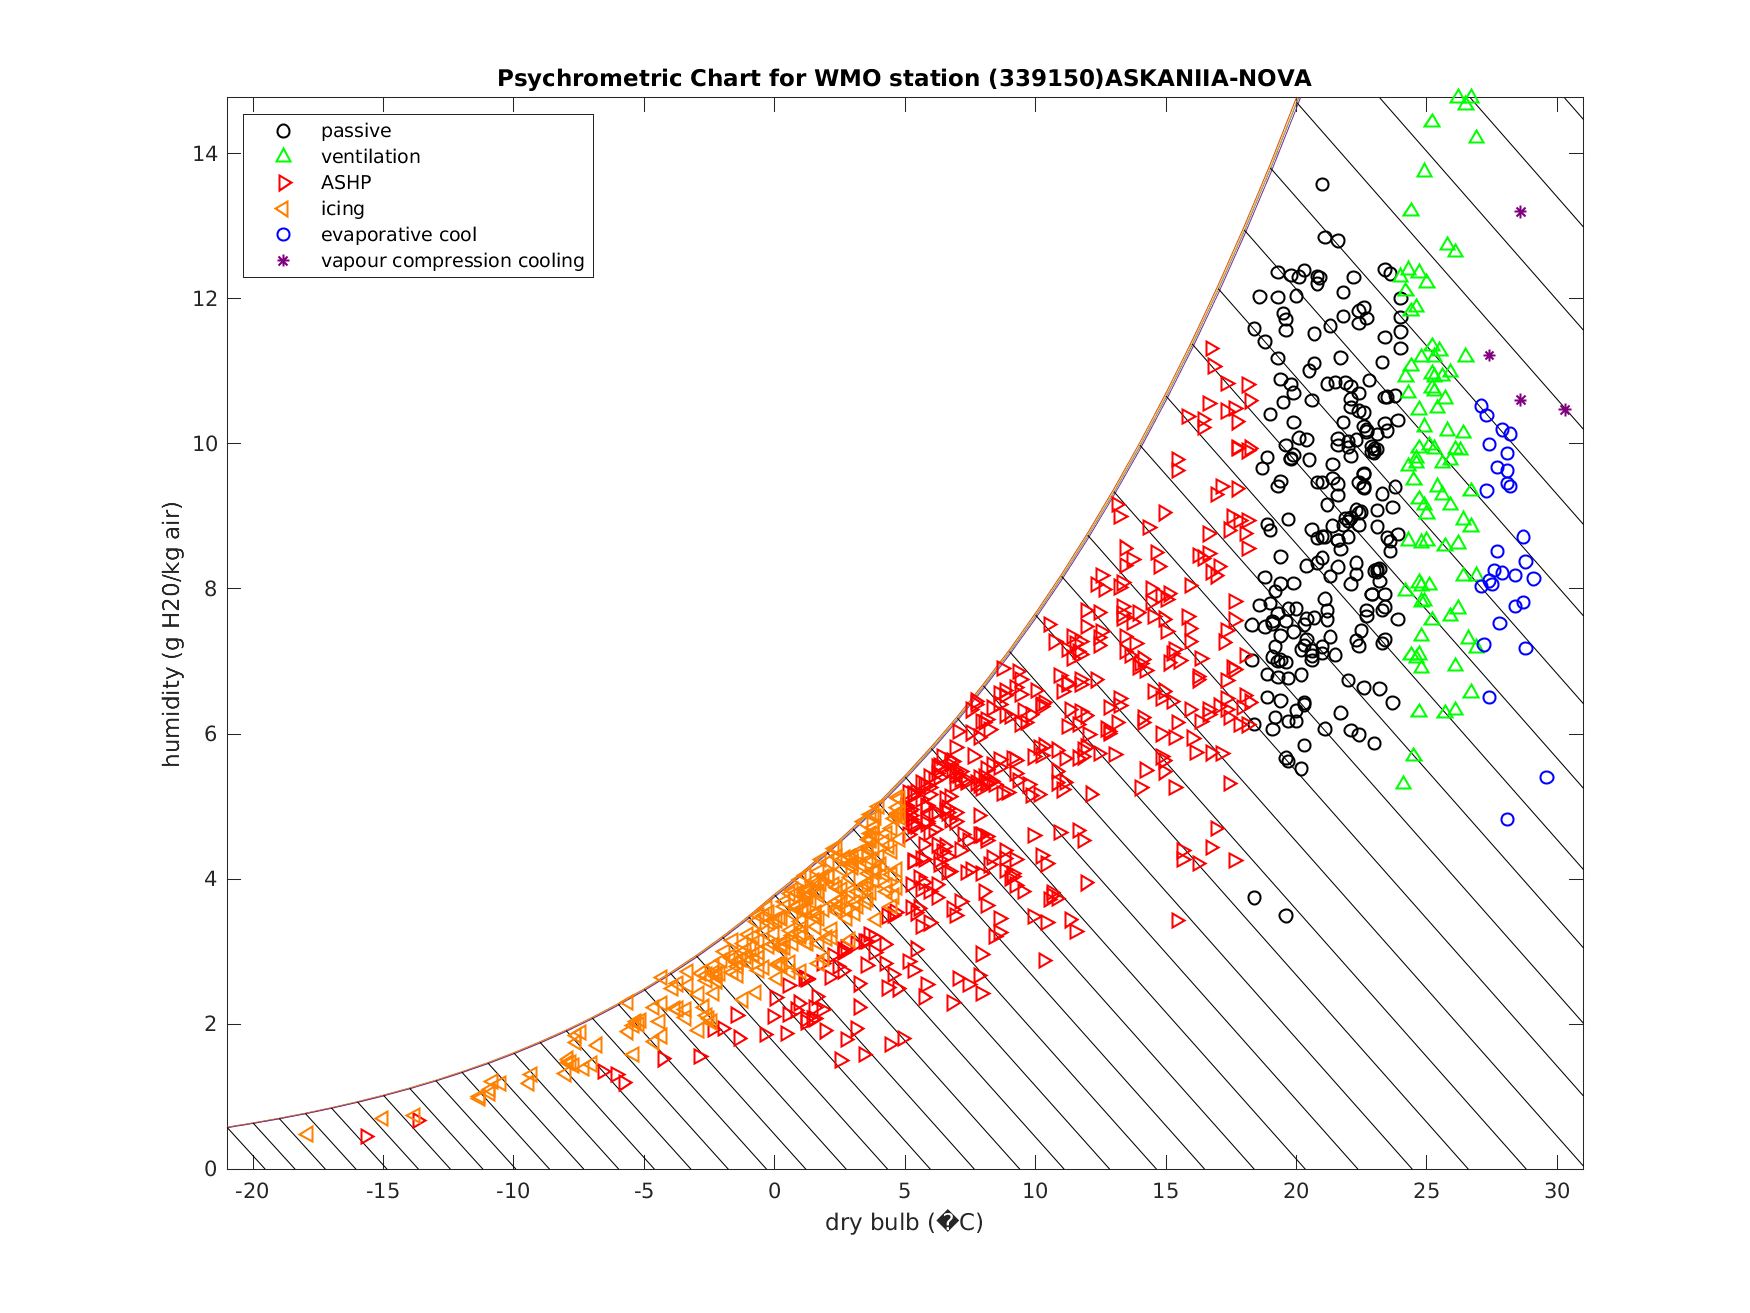 Psychrometric Chart for WMO station (339150)ASKANIIA-NOVA
passive
ventilation
ASHP
icing
evaporative cool
vapour compression cooling
humidity (g H20/kg air)
14
12
10
8
6
4
2
0
-20 -15 -10 -5 0 5 10 15 20 25 30
dry bulb (�C)